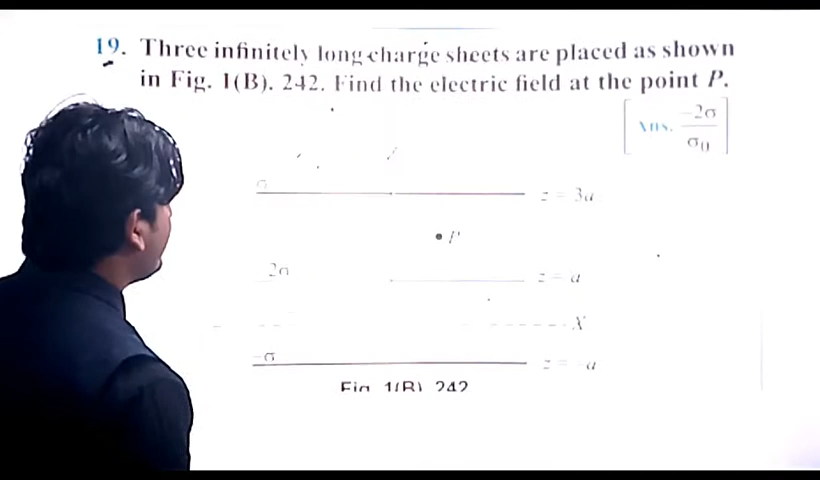 19. Three infinitely long charge sheets are placed as shown
in Fig. 1(B). 242. Find the electric field at the point P.
[Ans. -2σ/σ0]
σ
z = 3a
P
2σ
z = a
X
-σ
z = -a
Fig. 1(B) 242